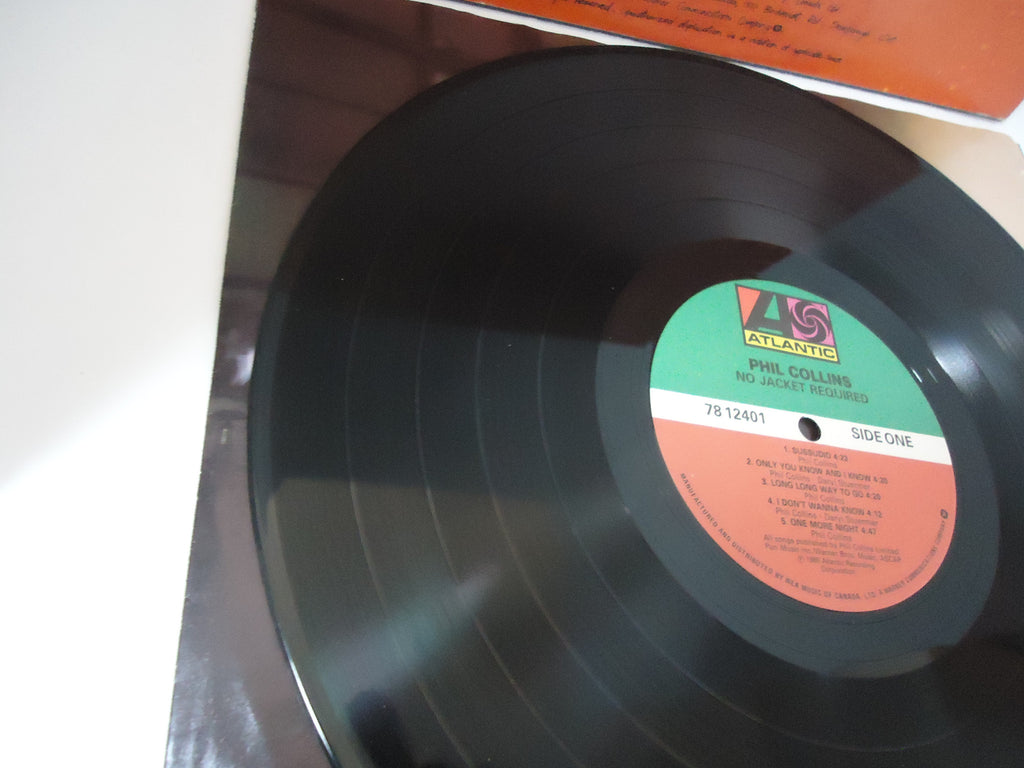 ATLANTIC
PHIL COLLINS
NO JACKET REQUIRED
78 12401
SIDE ONE
1. SUSSUDIO 4:23
Phil Collins
2. ONLY YOU KNOW AND I KNOW 4:20
Phil Collins - Daryl Stuermer
3. LONG LONG WAY TO GO 4:20
Phil Collins
4. I DON'T WANNA KNOW 4:12
Phil Collins - Daryl Stuermer
5. ONE MORE NIGHT 4:47
Phil Collins
All songs published by Phil Collins Limited
Pun Music Inc./Warner Bros. Music, ASCAP
Ⓟ 1985 Atlantic Recording
Corporation
MANUFACTURED AND DISTRIBUTED BY WEA MUSIC OF CANADA, LTD. A WARNER COMMUNICATIONS COMPANY